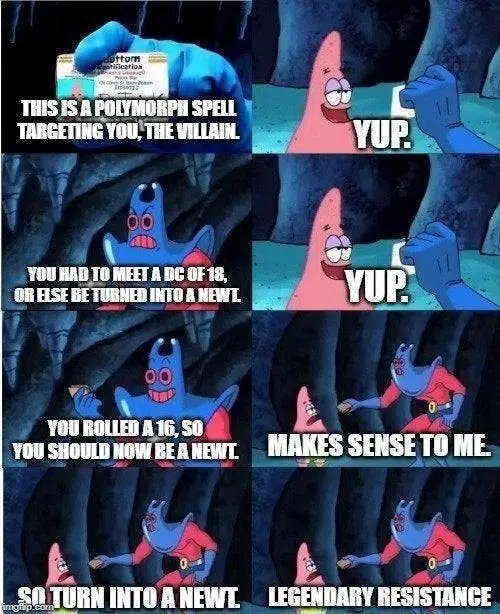 ottom
entification
THIS IS A POLYMORPH SPELL
TARGETING YOU, THE VILLAIN.
YUP.
YOU HAD TO MEET A DC OF 18,
OR ELSE BE TURNED INTO A NEWT.
YUP.
YOU ROLLED A 16, SO
YOU SHOULD NOW BE A NEWT.
MAKES SENSE TO ME.
SO TURN INTO A NEWT.
LEGENDARY RESISTANCE
imgflip.com